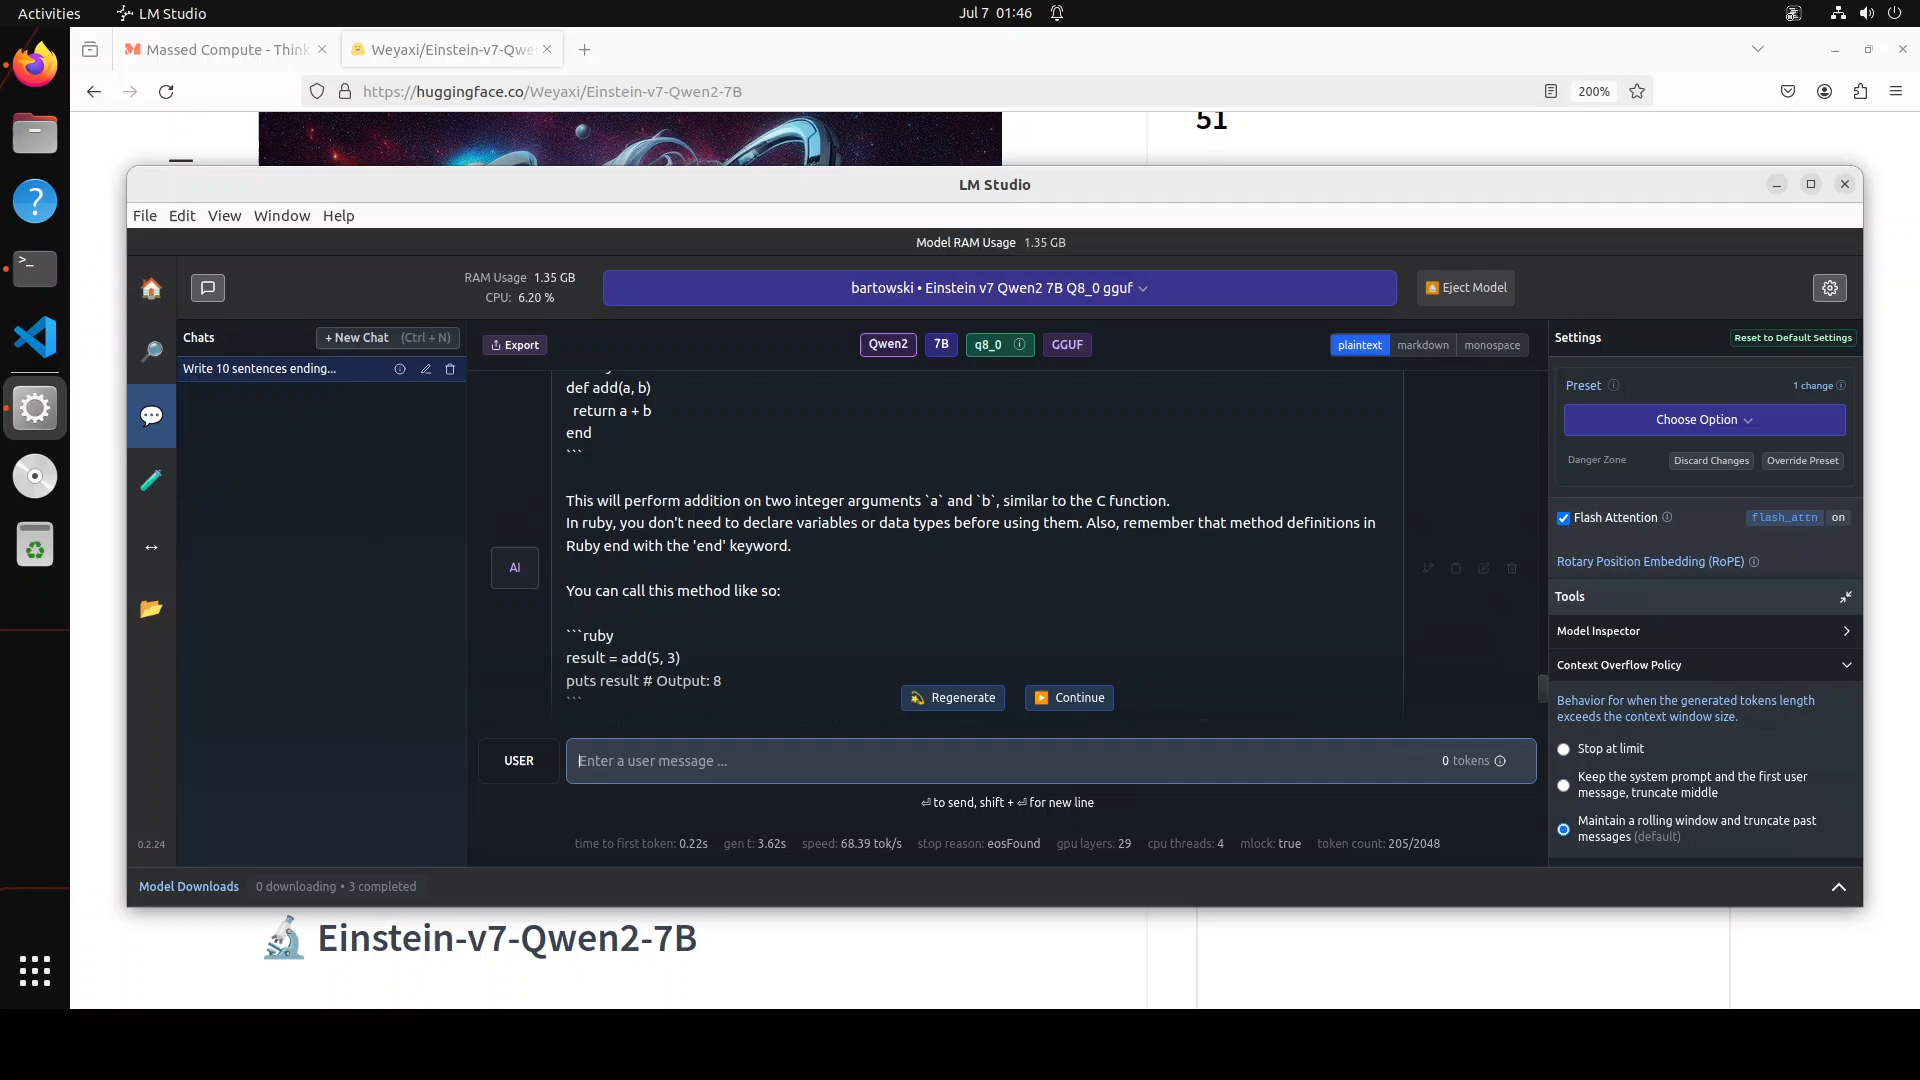 Activities
LM Studio
Jul 7 01:46
Massed Compute - Think
Weyaxi/Einstein-v7-Qwe
https://huggingface.co/Weyaxi/Einstein-v7-Qwen2-7B
200%
51
LM Studio
File Edit View Window Help
Model RAM Usage 1.35 GB
RAM Usage 1.35 GB
CPU: 6.20 %
bartowski • Einstein v7 Qwen2 7B Q8_0 gguf
Eject Model
Chats
+ New Chat (Ctrl + N)
Export
Qwen2
7B
q8_0
GGUF
plaintext
markdown
monospace
Settings
Reset to Default Settings
Write 10 sentences ending...
def add(a, b)
return a + b
end
```
This will perform addition on two integer arguments `a` and `b`, similar to the C function.
In ruby, you don't need to declare variables or data types before using them. Also, remember that method definitions in
Ruby end with the 'end' keyword.
AI
You can call this method like so:
```ruby
result = add(5, 3)
puts result # Output: 8
```
Regenerate
Continue
USER
Enter a user message ...
0 tokens
⏎ to send, shift + ⏎ for new line
time to first token: 0.22s gen t: 3.62s speed: 68.39 tok/s stop reason: eosFound gpu layers: 29 cpu threads: 4 mlock: true token count: 205/2048
Preset
1 change
Choose Option
Danger Zone
Discard Changes
Override Preset
Flash Attention
flash_attn on
Rotary Position Embedding (RoPE)
Tools
Model Inspector
Context Overflow Policy
Behavior for when the generated tokens length
exceeds the context window size.
Stop at limit
Keep the system prompt and the first user
message, truncate middle
Maintain a rolling window and truncate past
messages (default)
0.2.24
Model Downloads 0 downloading • 3 completed
Einstein-v7-Qwen2-7B